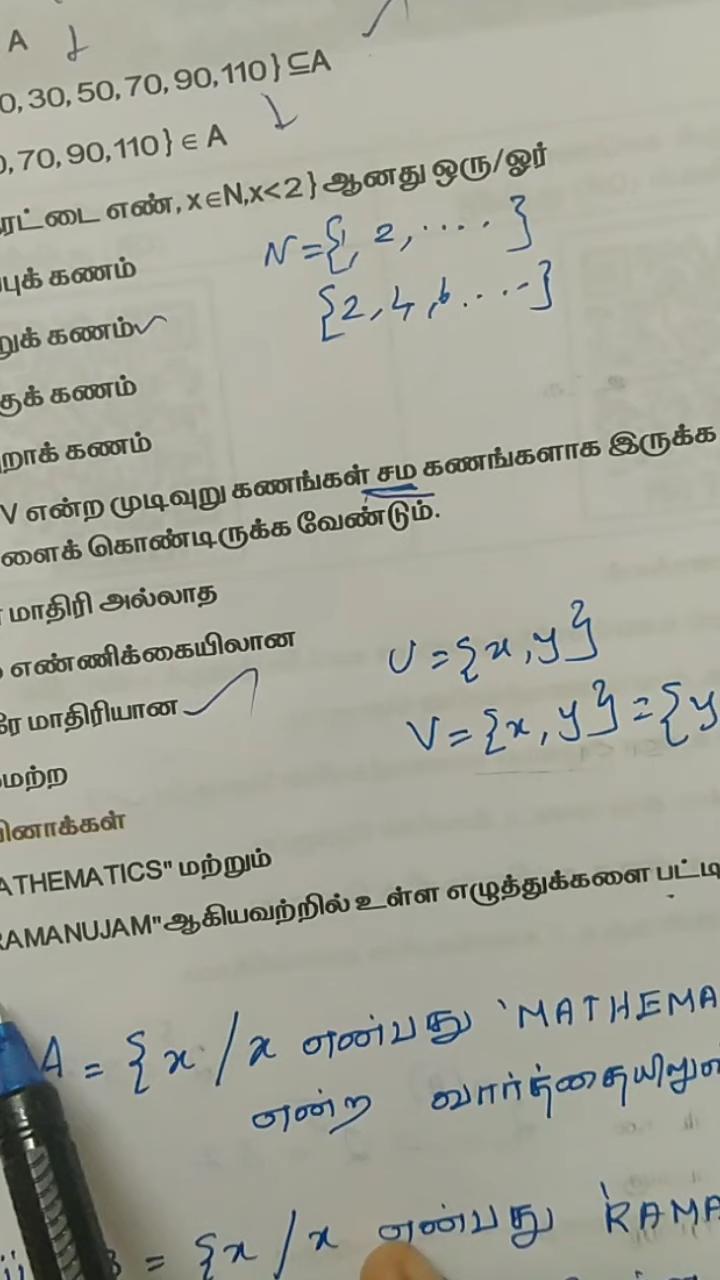 A
0, 30, 50, 70, 90, 110 } ⊆A
0, 70, 90, 110 } ∈ A
ரட்டை எண், x∈N,x<2 } ஆனது ஒரு/ஓர்
N = {1, 2, .... }
புக் கணம்
{2, 4, 6 .... }
றுக் கணம்
குக் கணம்
றாக் கணம்
V என்ற முடிவுறு கணங்கள் சம கணங்களாக இருக்க
ளைக் கொண்டிருக்க வேண்டும்.
மாதிரி அல்லாத
எண்ணிக்கையிலான
U = {x, y}
ரே மாதிரியான
V = {x, y} = {y
மற்ற
வினாக்கள்
ATHEMATICS" மற்றும்
RAMANUJAM" ஆகியவற்றில் உள்ள எழுத்துக்களை பட்டி
A = {x / x என்பது 'MATHEMA
என்ற வார்த்தையிலுள்
B = {x / x என்பது 'RAMA